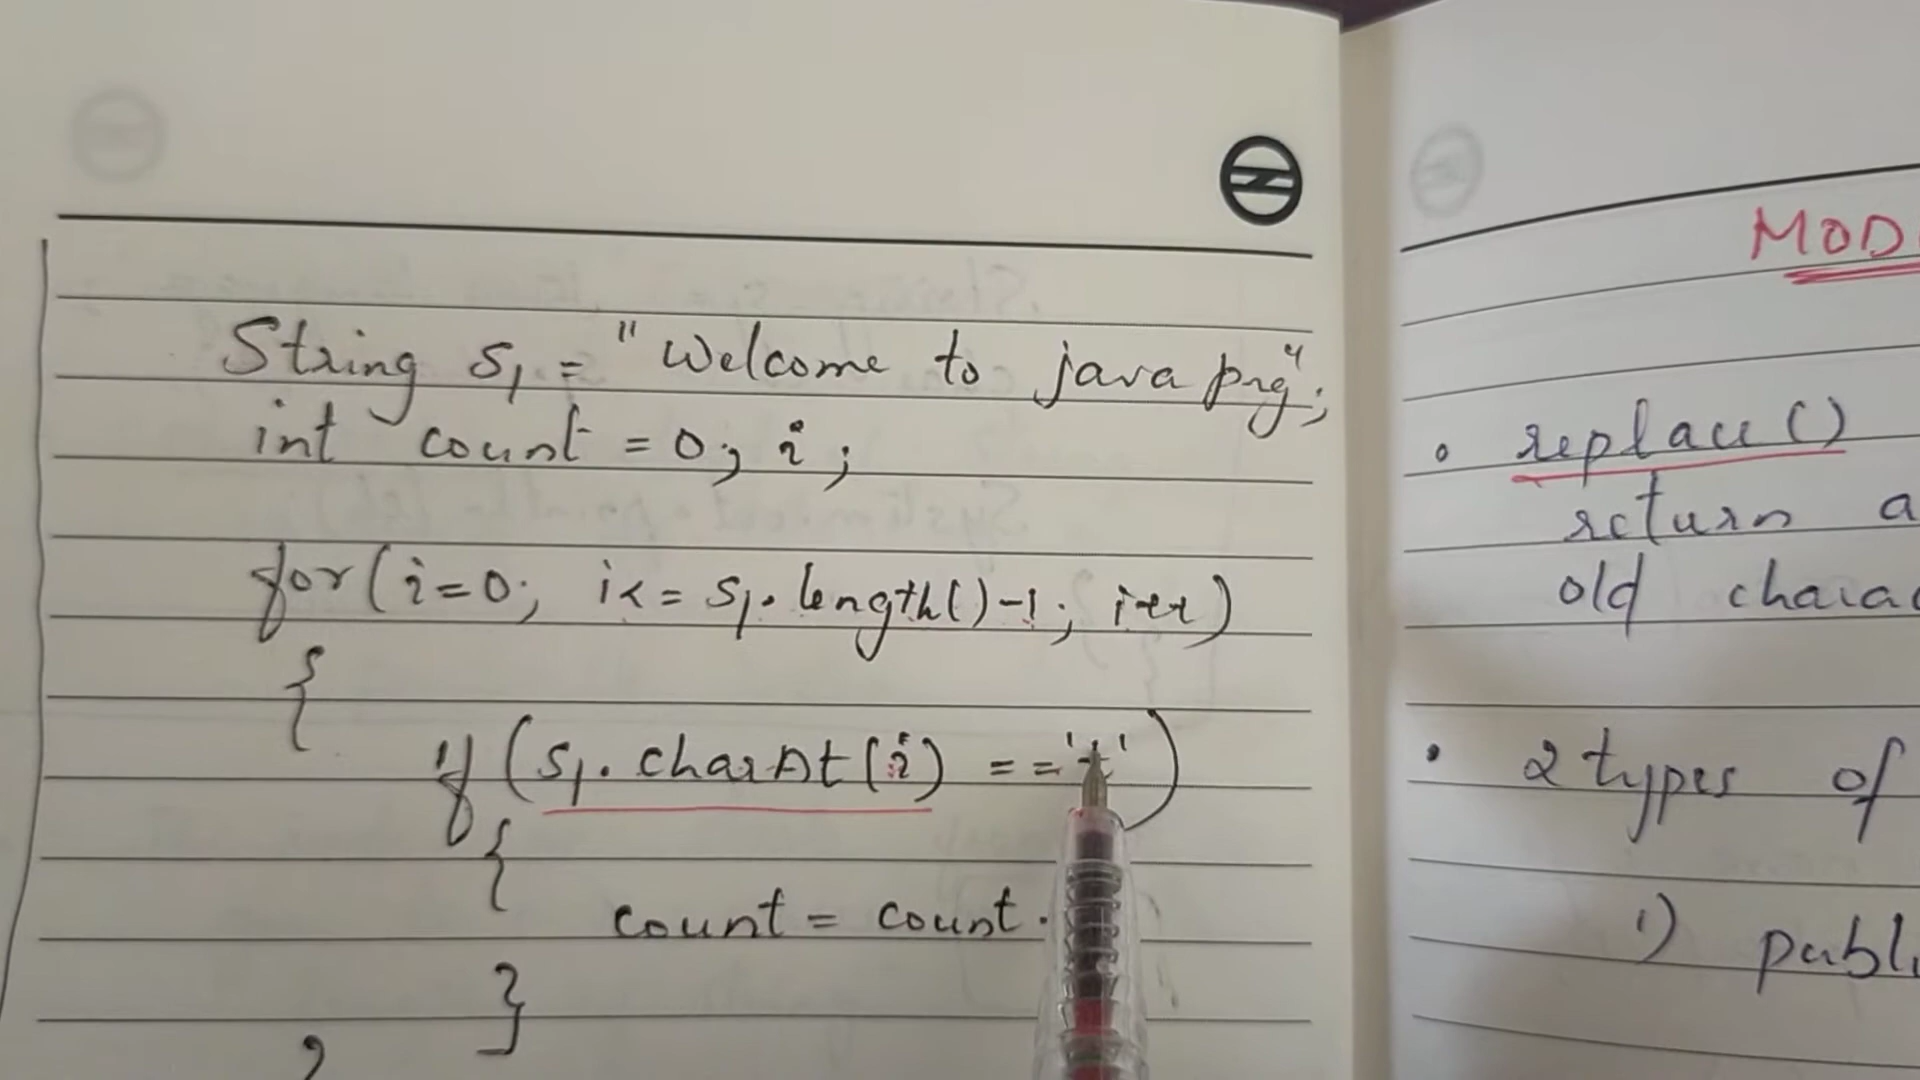 String s1 = "Welcome to java prg";
int count = 0; i;
for(i=0; i<= s1.length()-1; i++)
{
if (s1.charAt(i) == 't')
{
count = count
}
MOD
• replace()
return a
old charac
• 2 types of
1) publi